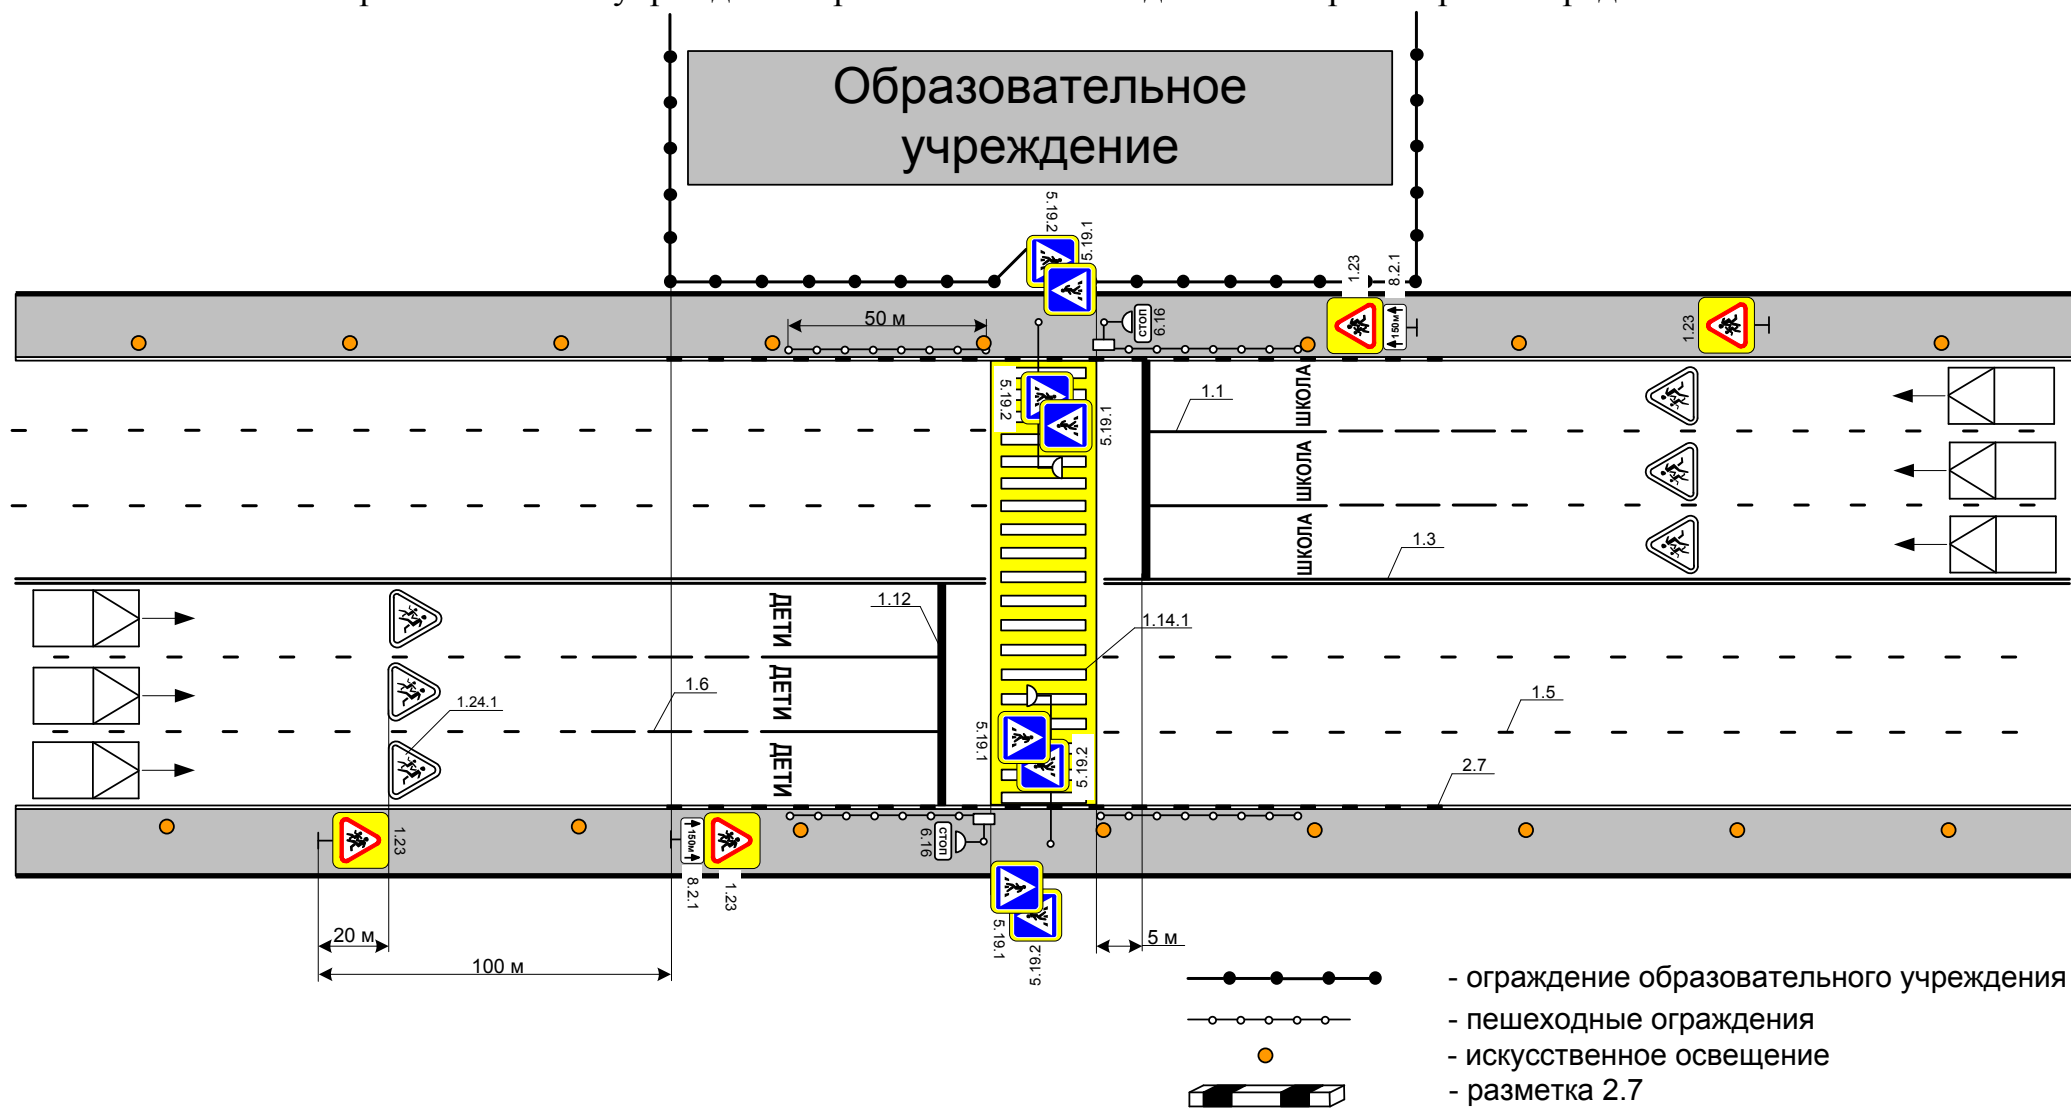 Образовательное
учреждение
5.19.2
5.19.1
1.23
8.2.1
150м
1.23
50 м
СТОП
6.16
5.19.2
5.19.1
1.1
ШКОЛА
ШКОЛА
ШКОЛА
1.3
ДЕТИ
ДЕТИ
ДЕТИ
1.12
1.14.1
1.24.1
1.6
1.5
5.19.1
5.19.2
2.7
1.23
150м
8.2.1
1.23
6.16
СТОП
5.19.1
5.19.2
20 м
100 м
5 м
- ограждение образовательного учреждения
- пешеходные ограждения
- искусственное освещение
- разметка 2.7